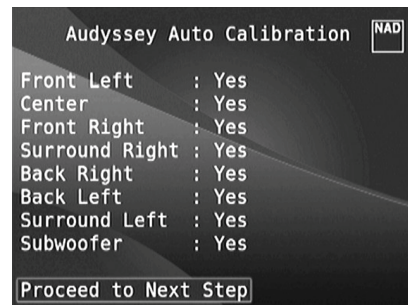 Audyssey Auto Calibration
NAD
Front Left : Yes
Center : Yes
Front Right : Yes
Surround Right : Yes
Back Right : Yes
Back Left : Yes
Surround Left : Yes
Subwoofer : Yes
Proceed to Next Step